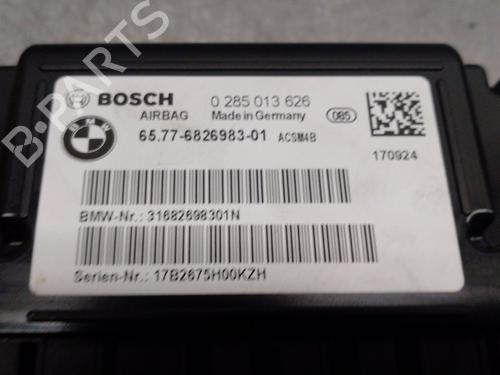 BOSCH 0 285 013 626
AIRBAG Made in Germany 085
BMW 65.77-6826983-01 ACSM4B
170924
BMW-Nr.: 31682698301N
Serien-Nr.: 17B2675H00KZH
B-PARTS